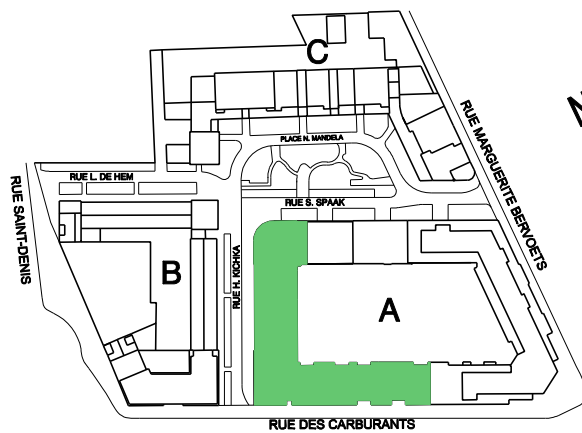 C
N
PLACE N. MANDELA
RUE MARGUERITE BERVOETS
RUE L. DE HEM
RUE SAINT-DENIS
RUE S. SPAAK
B
RUE H. KICHKA
A
RUE DES CARBURANTS